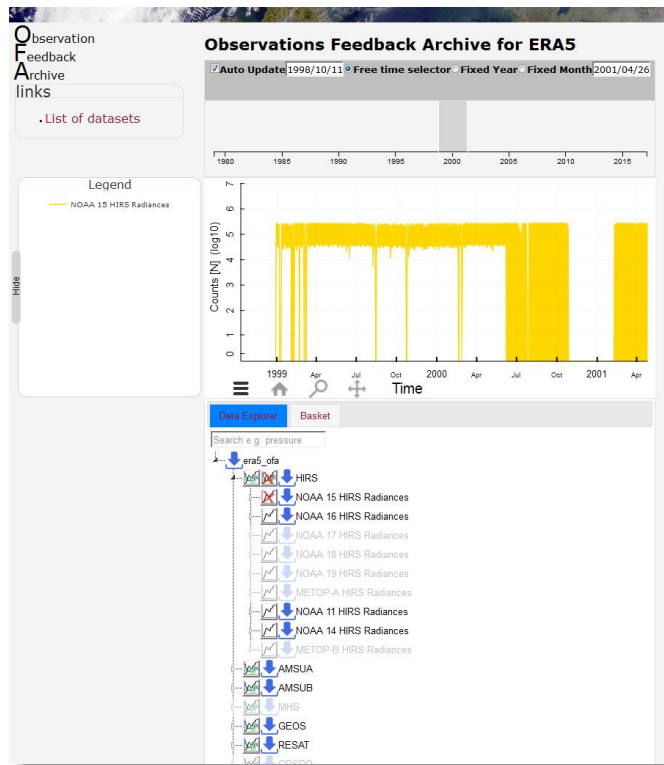 Observation
Feedback
Archive
links
List of datasets
Observations Feedback Archive for ERA5
Auto Update 1998/10/11 Free time selector Fixed Year Fixed Month 2001/04/26
1980 1985 1990 1995 2000 2005 2010 2015
Legend
NOAA 15 HIRS Radiances
Hide
Counts [N] (log10)
7
6
5
4
3
2
1
0
1999 Apr Jul Oct 2000 Apr Jul Oct 2001 Apr
Time
Data Explorer Basket
Search e.g. pressure
era5_ofa
HIRS
NOAA 15 HIRS Radiances
NOAA 16 HIRS Radiances
NOAA 17 HIRS Radiances
NOAA 18 HIRS Radiances
NOAA 19 HIRS Radiances
METOP-A HIRS Radiances
NOAA 11 HIRS Radiances
NOAA 14 HIRS Radiances
METOP-B HIRS Radiances
AMSUA
AMSUB
MHS
GEOS
RESAT